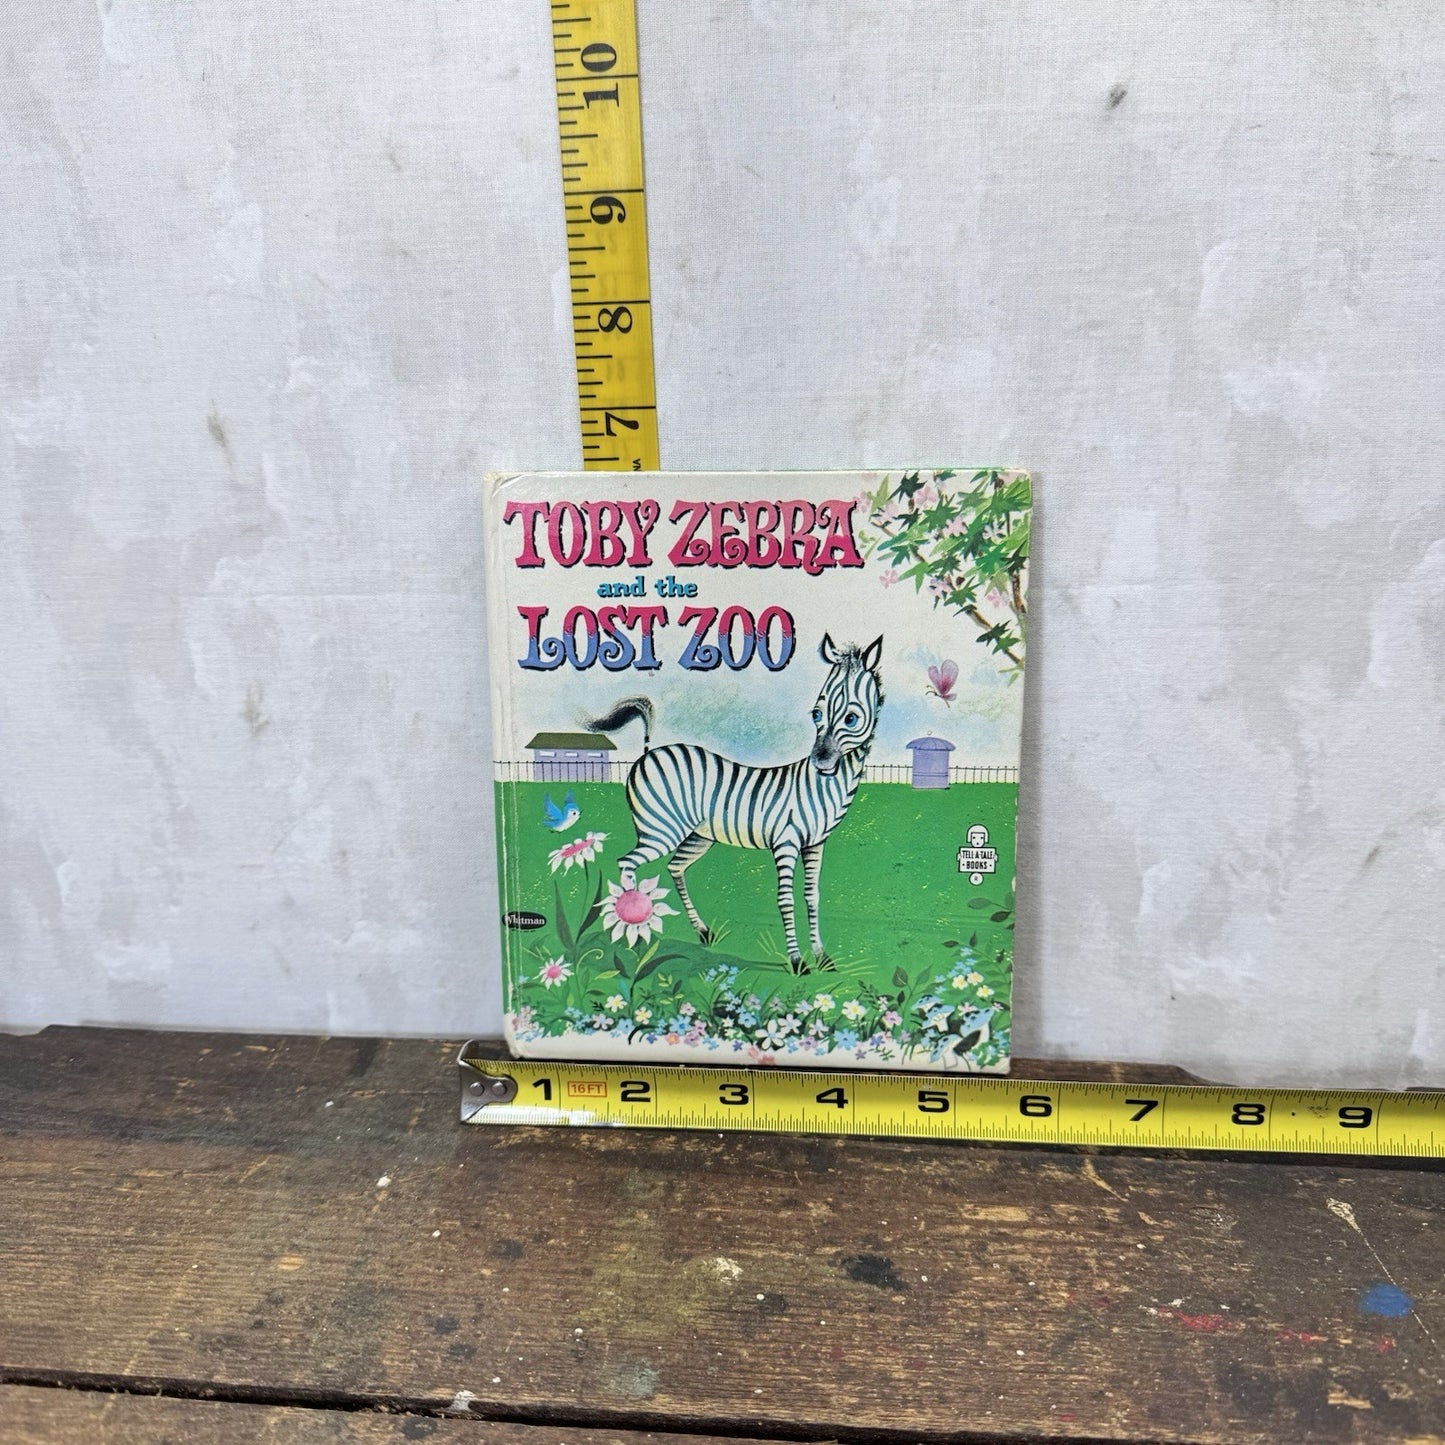 10
9
8
7
TOBY ZEBRA
and the
LOST ZOO
TELL-A-TALE
BOOKS
R
Whitman
1 16FT 2 3 4 5 6 7 8 9